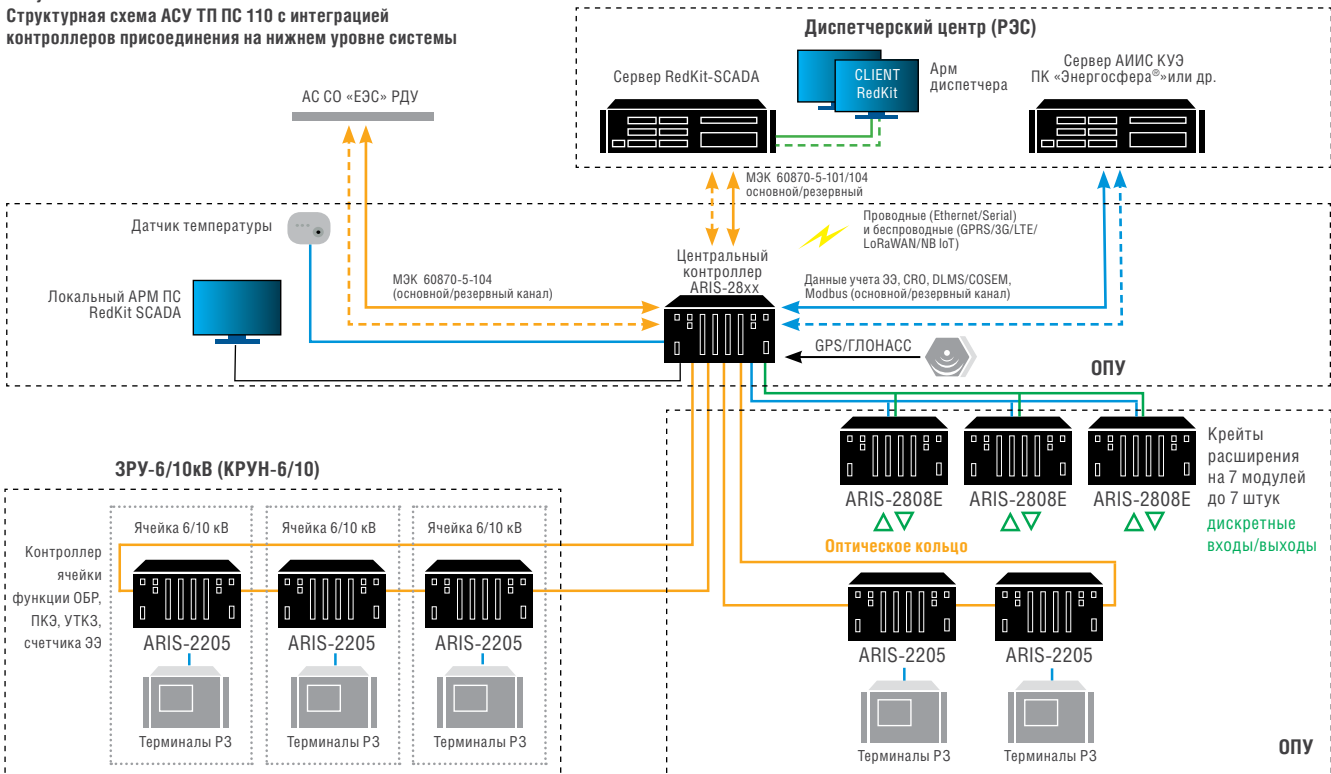 Структурная схема АСУ ТП ПС 110 с интеграцией
контроллеров присоединения на нижнем уровне системы
Диспетчерский центр (РЭС)
Сервер RedKit-SCADA
CLIENT
RedKit
Арм
диспетчера
Сервер АИИС КУЭ
ПК «Энергосфера®»или др.
АС СО «ЕЭС» РДУ
МЭК 60870-5-101/104
основной/резервный
Датчик температуры
Проводные (Ethernet/Serial)
и беспроводные (GPRS/3G/LTE/
LoRaWAN/NB IoT)
Центральный
контроллер
ARIS-28xx
МЭК 60870-5-104
(основной/резервный канал)
Данные учета ЭЭ, CRO, DLMS/COSEM,
Modbus (основной/резервный канал)
Локальный АРМ ПС
RedKit SCADA
GPS/ГЛОНАСС
ОПУ
ARIS-2808E
ARIS-2808E
ARIS-2808E
Крейты
расширения
на 7 модулей
до 7 штук
дискретные
входы/выходы
ЗРУ-6/10кВ (КРУН-6/10)
Ячейка 6/10 кВ
Ячейка 6/10 кВ
Ячейка 6/10 кВ
Контроллер
ячейки
функции ОБР,
ПКЭ, УТКЗ,
счетчика ЭЭ
ARIS-2205
ARIS-2205
ARIS-2205
Терминалы РЗ
Терминалы РЗ
Терминалы РЗ
Оптическое кольцо
ARIS-2205
ARIS-2205
Терминалы РЗ
Терминалы РЗ
ОПУ